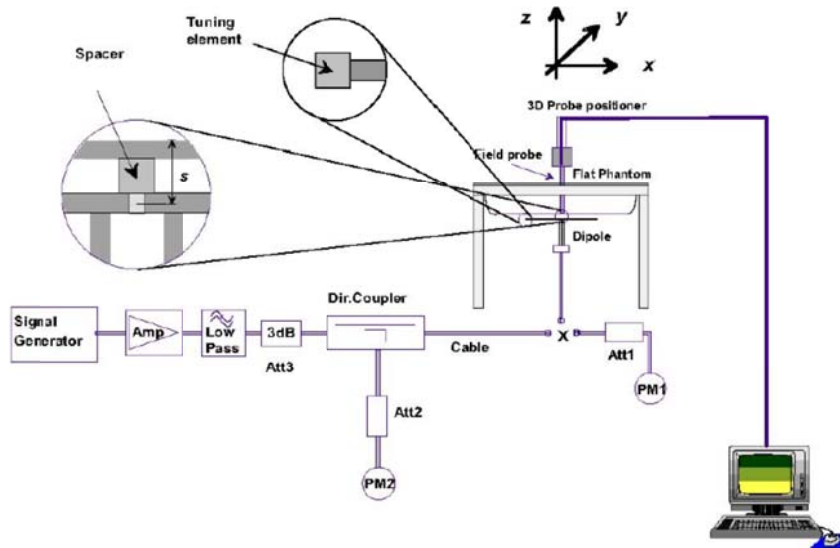 Tuning
element
Spacer
s
z
y
x
3D Probe positioner
Field probe
Flat Phantom
Dipole
Dir.Coupler
Signal
Generator
Amp
Low
Pass
3dB
Att3
Cable
X
Att1
PM1
Att2
PM2